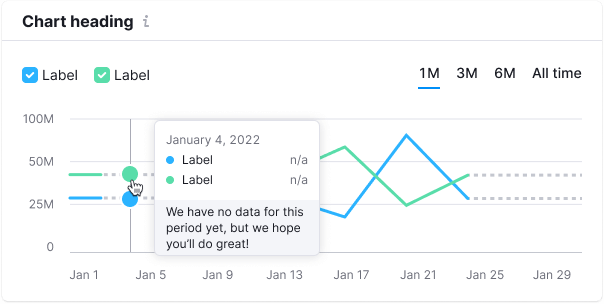 Chart heading i
Label Label 1M 3M 6M All time
100M
January 4, 2022
50M
Label n/a
Label n/a
25M
We have no data for this
period yet, but we hope
you'll do great!
0
Jan 1 Jan 5 Jan 9 Jan 13 Jan 17 Jan 21 Jan 25 Jan 29